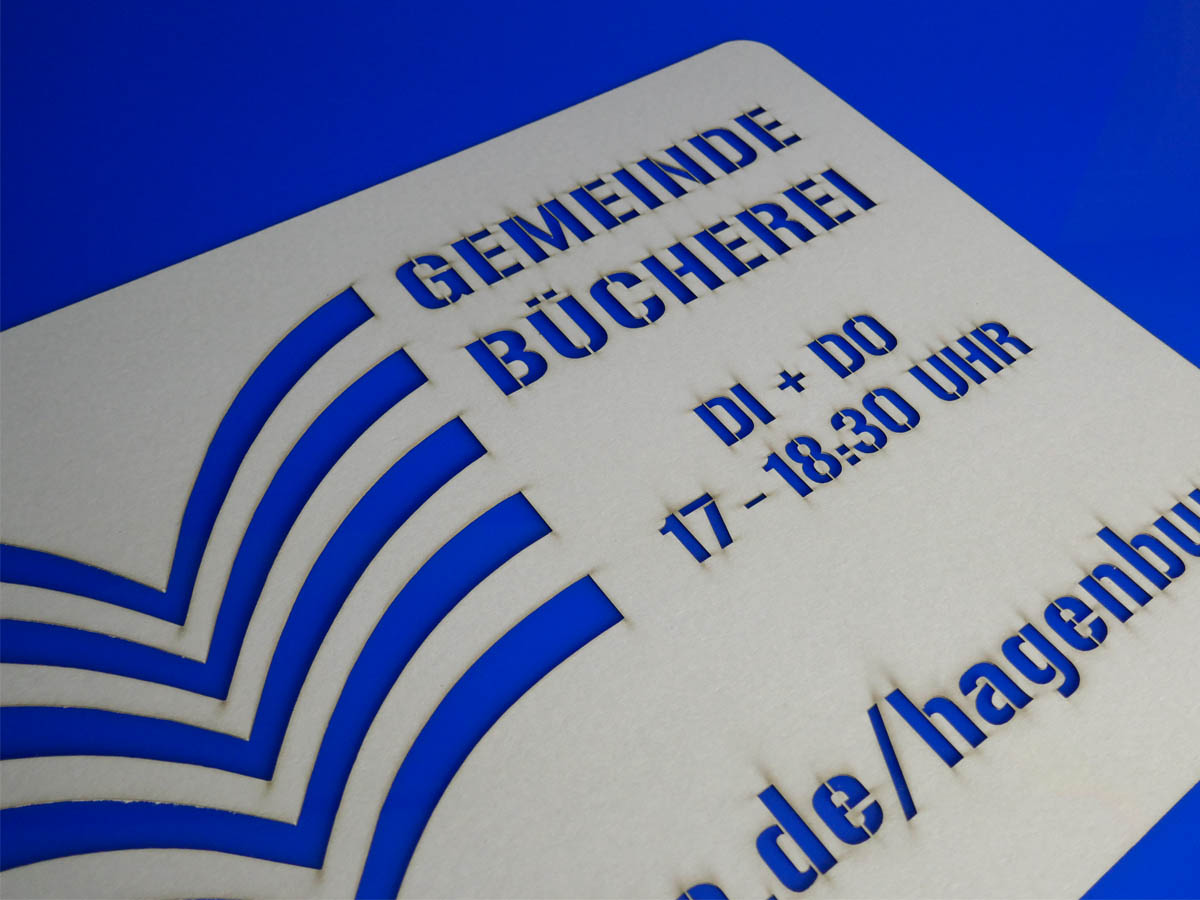 GEMEINDE
BÜCHEREI
DI + DO
17 – 18:30 UHR
.de/hagenbu